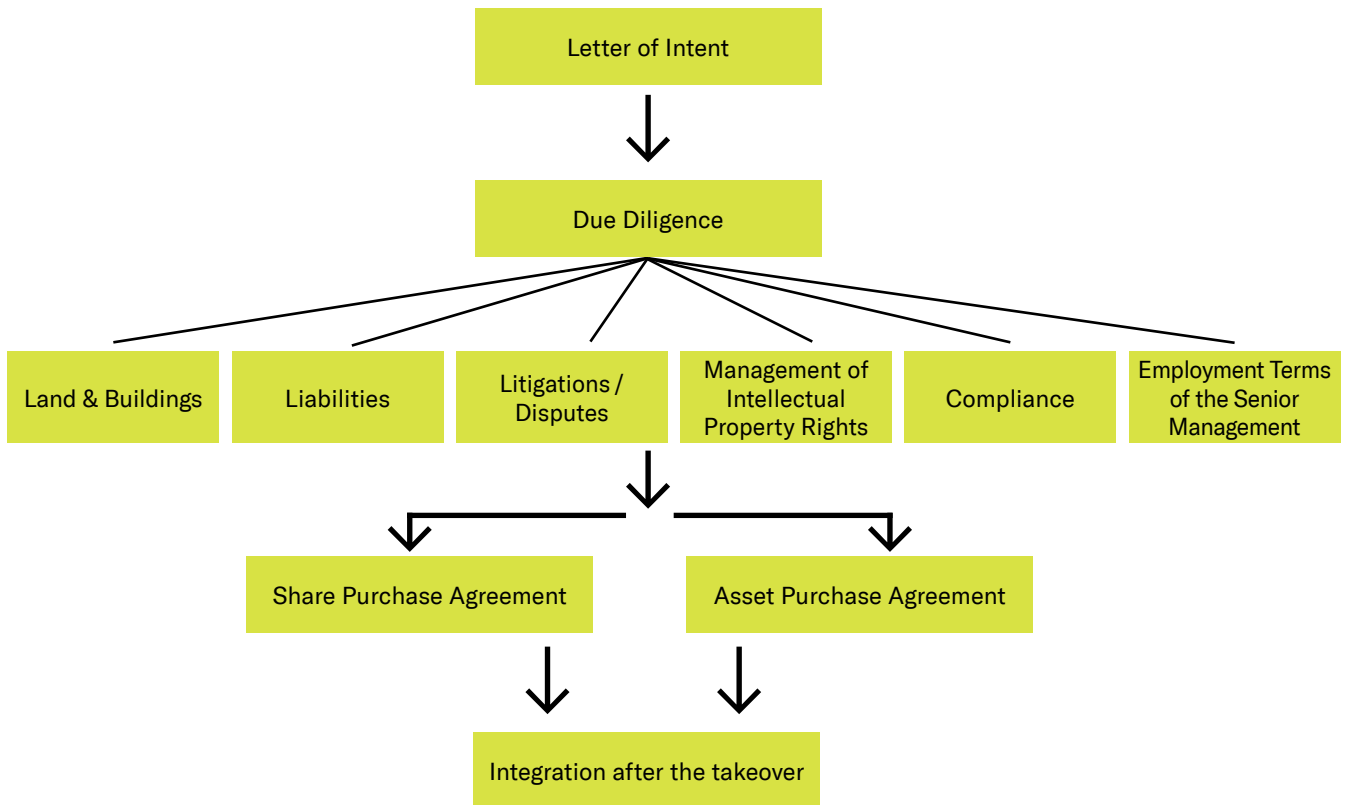 Letter of Intent
Due Diligence
Land & Buildings
Liabilities
Litigations /
Disputes
Management of
Intellectual
Property Rights
Compliance
Employment Terms
of the Senior
Management
Share Purchase Agreement
Asset Purchase Agreement
Integration after the takeover